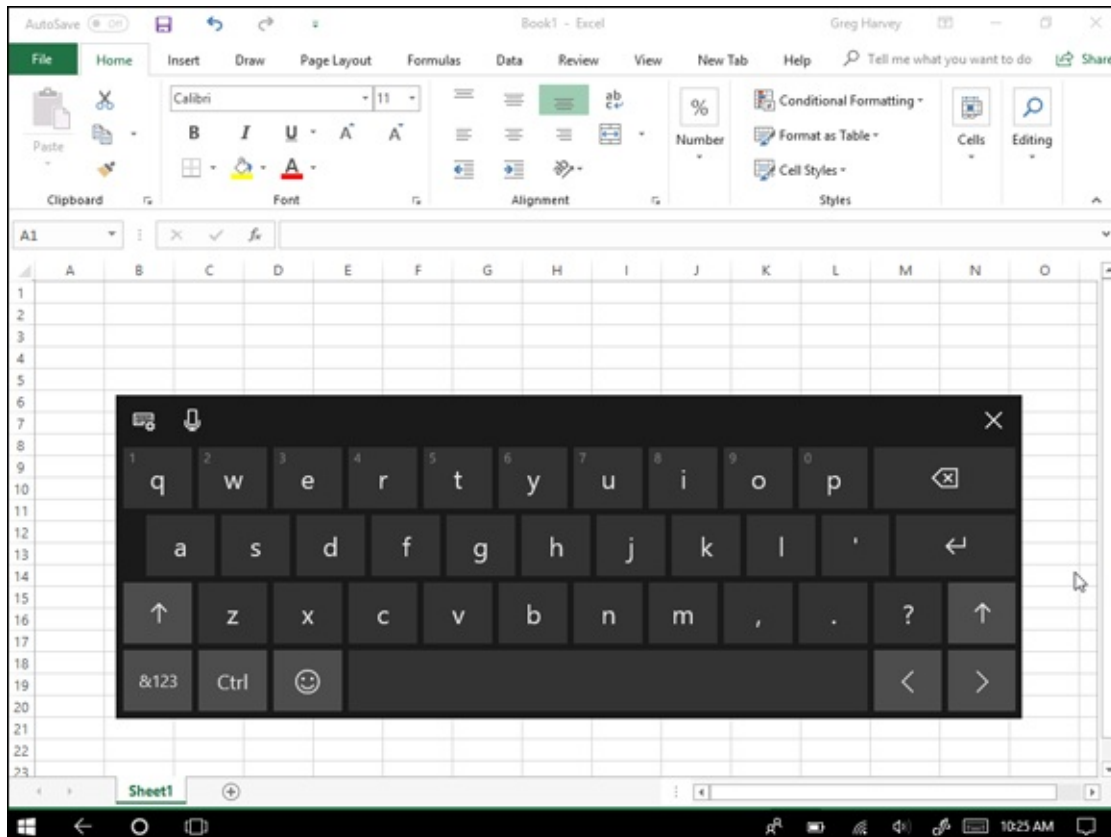 AutoSave Off Book1 - Excel Greg Harvey
File Home Insert Draw Page Layout Formulas Data Review View New Tab Help Tell me what you want to do Share
Calibri 11 ab Conditional Formatting
Paste B I U A A % Number Format as Table Cells Editing
A Cell Styles
Clipboard Font Alignment Styles
A1 fx
A B C D E F G H I J K L M N O
1
2
3
4
5
6
7
8
9
10
11
12
13
14
15
16
17
18
19
20
21
22
23
1 2 3 4 5 6 7 8 9 0
q w e r t y u i o p
a s d f g h j k l '
z x c v b n m , . ?
&123 Ctrl
Sheet1
10:25 AM